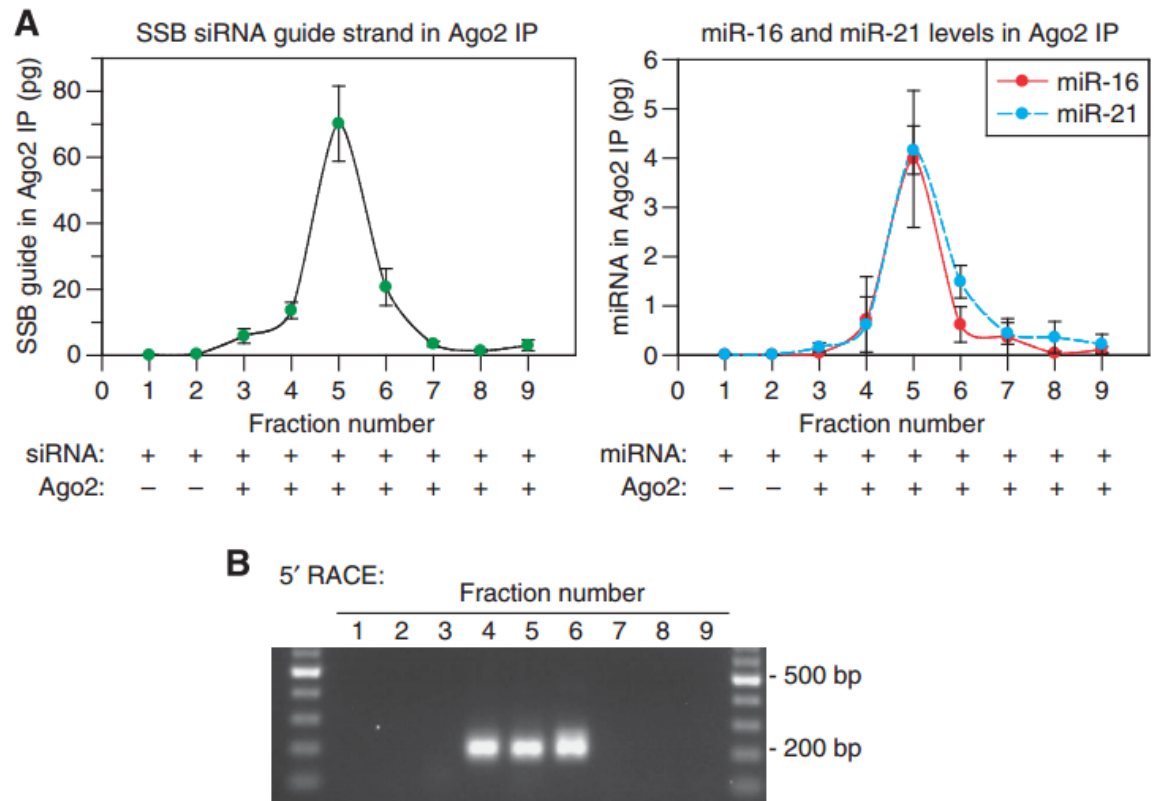 A
SSB siRNA guide strand in Ago2 IP
SSB guide in Ago2 IP (pg)
80
60
40
20
0
0 1 2 3 4 5 6 7 8 9
Fraction number
siRNA: + + + + + + + + +
Ago2: – – + + + + + + +
miR-16 and miR-21 levels in Ago2 IP
miRNA in Ago2 IP (pg)
6
5
4
3
2
1
0
miR-16
miR-21
0 1 2 3 4 5 6 7 8 9
Fraction number
miRNA: + + + + + + + + +
Ago2: – – + + + + + + +
B
5′ RACE:
Fraction number
1 2 3 4 5 6 7 8 9
- 500 bp
- 200 bp